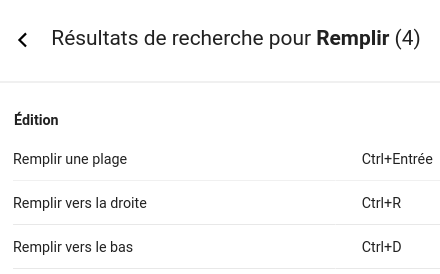 Résultats de recherche pour Remplir (4)
Édition
Remplir une plage Ctrl+Entrée
Remplir vers la droite Ctrl+R
Remplir vers le bas Ctrl+D